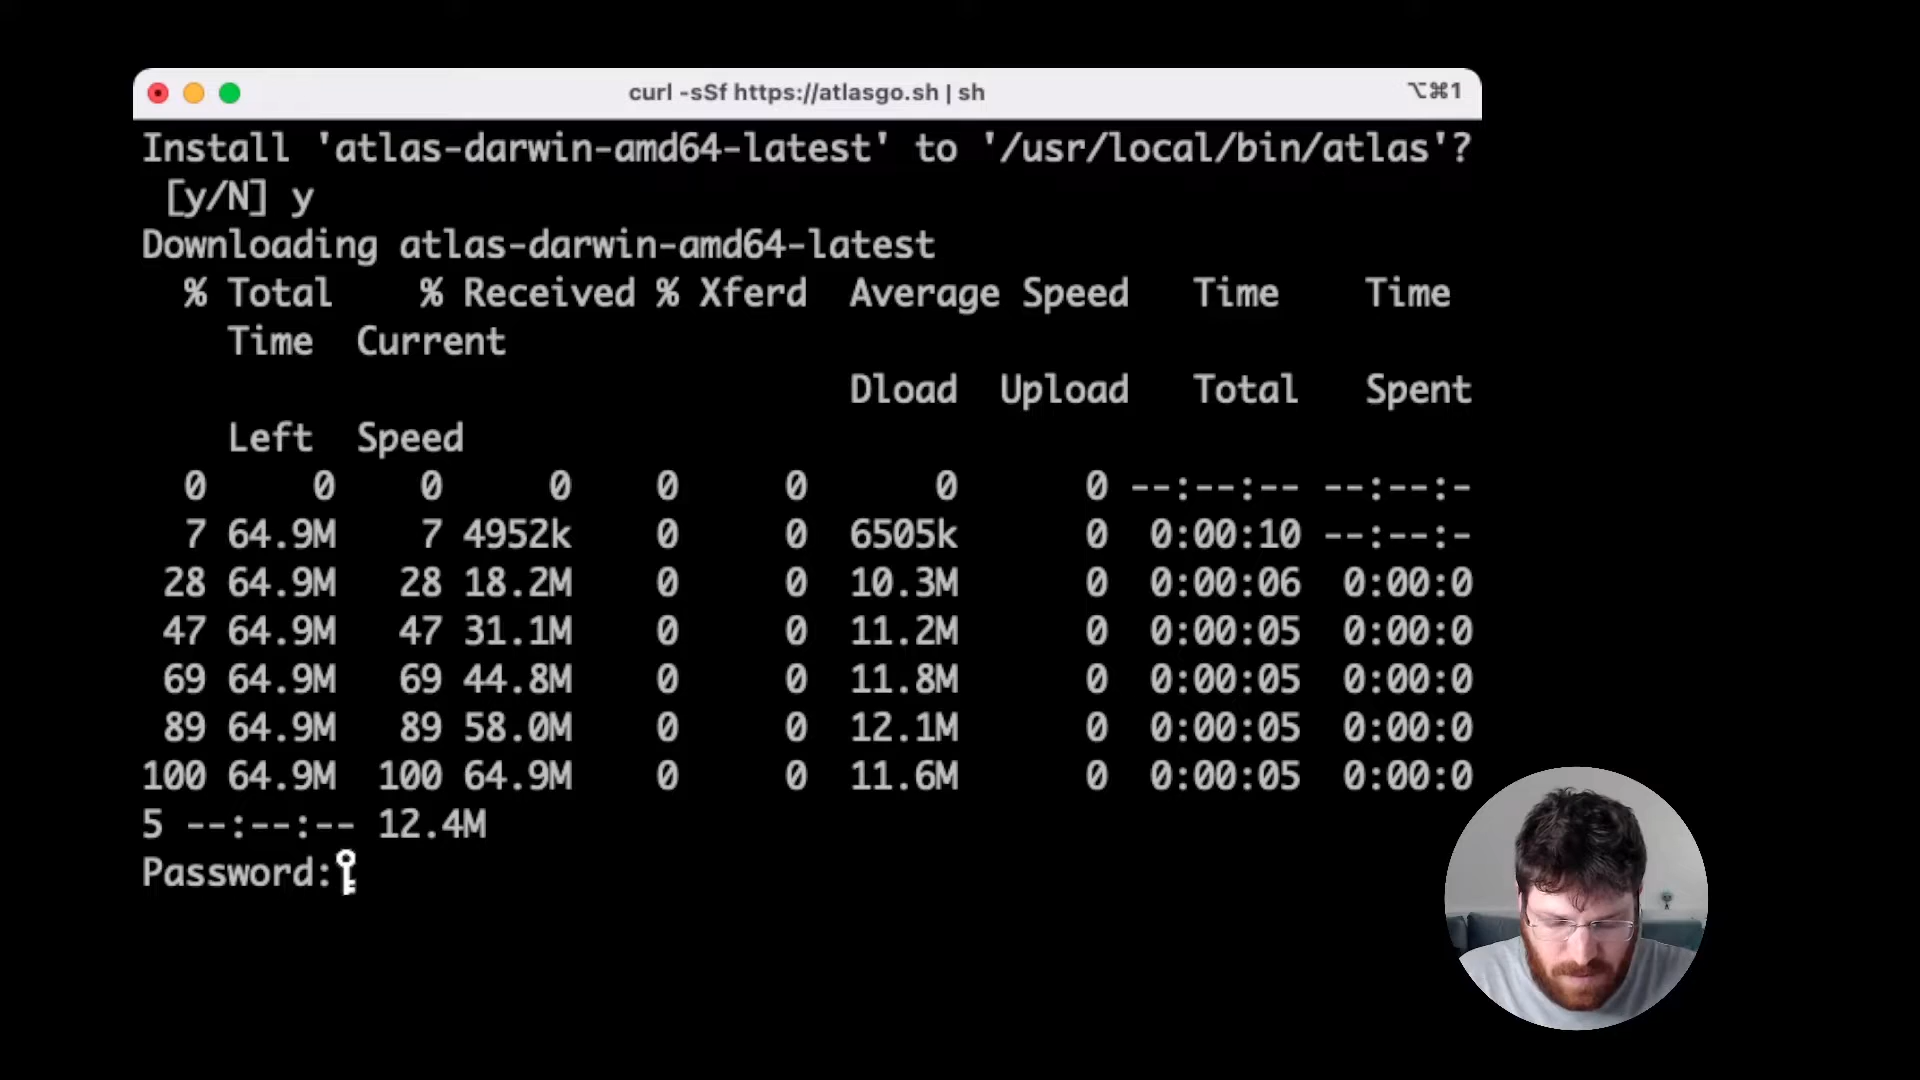 curl -sSf https://atlasgo.sh | sh
⌥⌘1
Install 'atlas-darwin-amd64-latest' to '/usr/local/bin/atlas'?
[y/N] y
Downloading atlas-darwin-amd64-latest
% Total % Received % Xferd Average Speed Time Time
Time Current
Dload Upload Total Spent
Left Speed
0 0 0 0 0 0 0 0 --:--:-- --:--:-
7 64.9M 7 4952k 0 0 6505k 0 0:00:10 --:--:-
28 64.9M 28 18.2M 0 0 10.3M 0 0:00:06 0:00:0
47 64.9M 47 31.1M 0 0 11.2M 0 0:00:05 0:00:0
69 64.9M 69 44.8M 0 0 11.8M 0 0:00:05 0:00:0
89 64.9M 89 58.0M 0 0 12.1M 0 0:00:05 0:00:0
100 64.9M 100 64.9M 0 0 11.6M 0 0:00:05 0:00:0
5 --:--:-- 12.4M
Password: